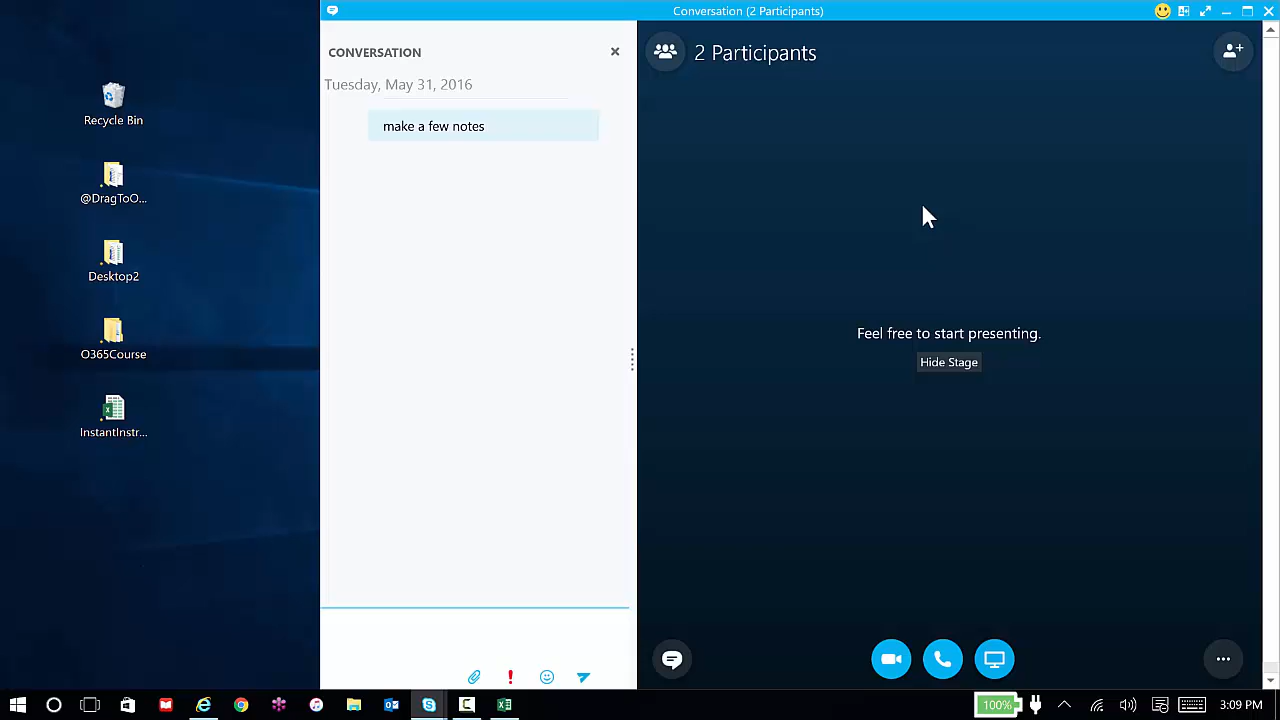 Conversation (2 Participants)
Recycle Bin
@DragToO...
Desktop2
O365Course
InstantInstr...
CONVERSATION
Tuesday, May 31, 2016
make a few notes
2 Participants
Feel free to start presenting.
Hide Stage
100%
3:09 PM